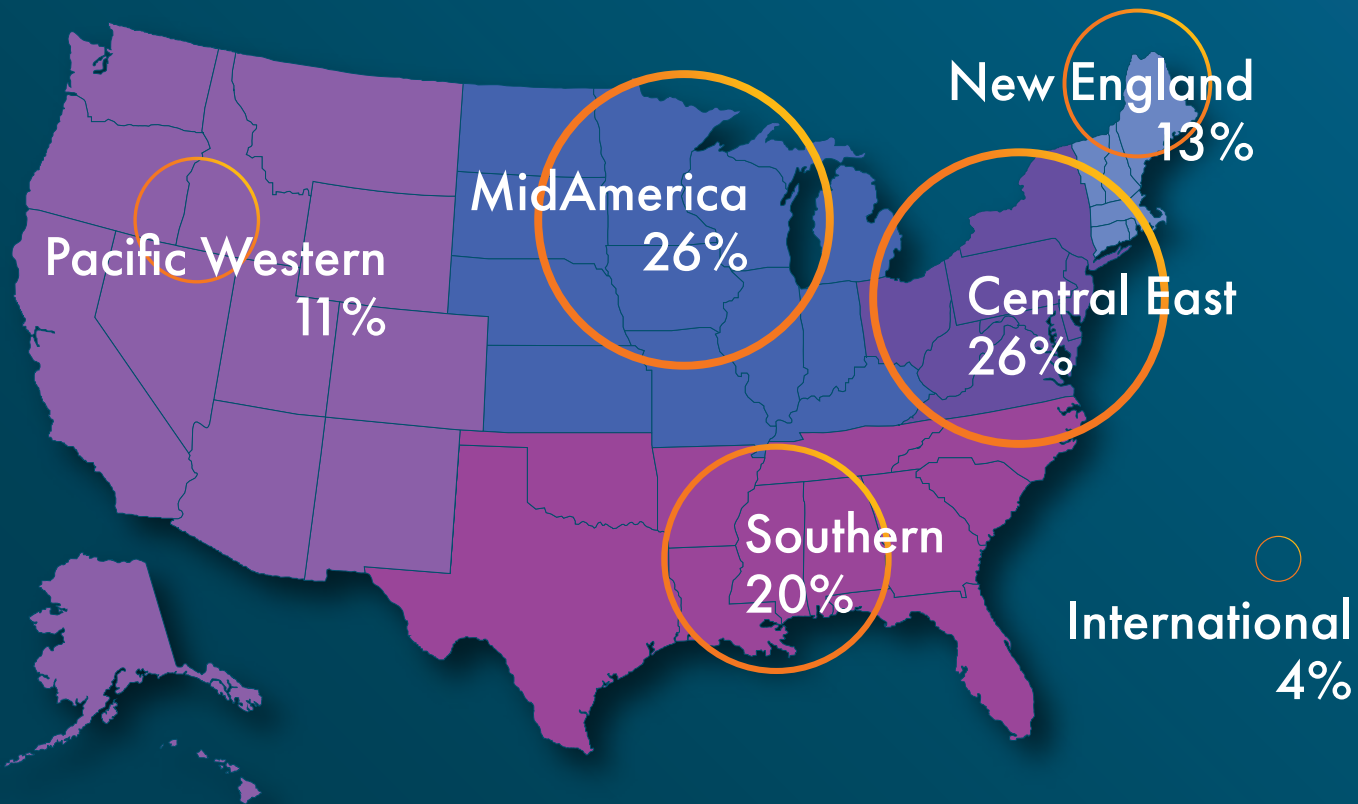 New England
13%
MidAmerica
26%
Pacific Western
11%
Central East
26%
Southern
20%
International
4%